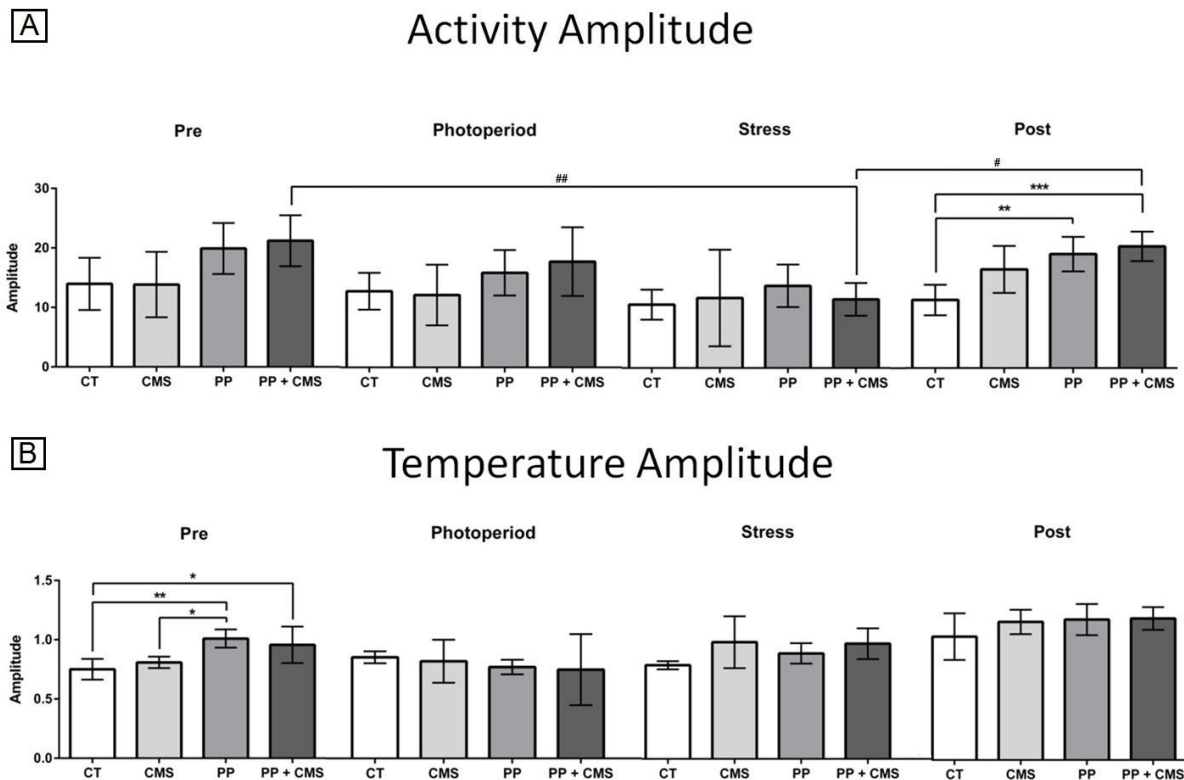 A
Activity Amplitude
Pre Photoperiod Stress Post
#
## ***
**
Amplitude
30
20
10
0
CT CMS PP PP + CMS CT CMS PP PP + CMS CT CMS PP PP + CMS CT CMS PP PP + CMS
B
Temperature Amplitude
Pre Photoperiod Stress Post
*
**
*
Amplitude
1.5
1.0
0.5
0.0
CT CMS PP PP + CMS CT CMS PP PP + CMS CT CMS PP PP + CMS CT CMS PP PP + CMS